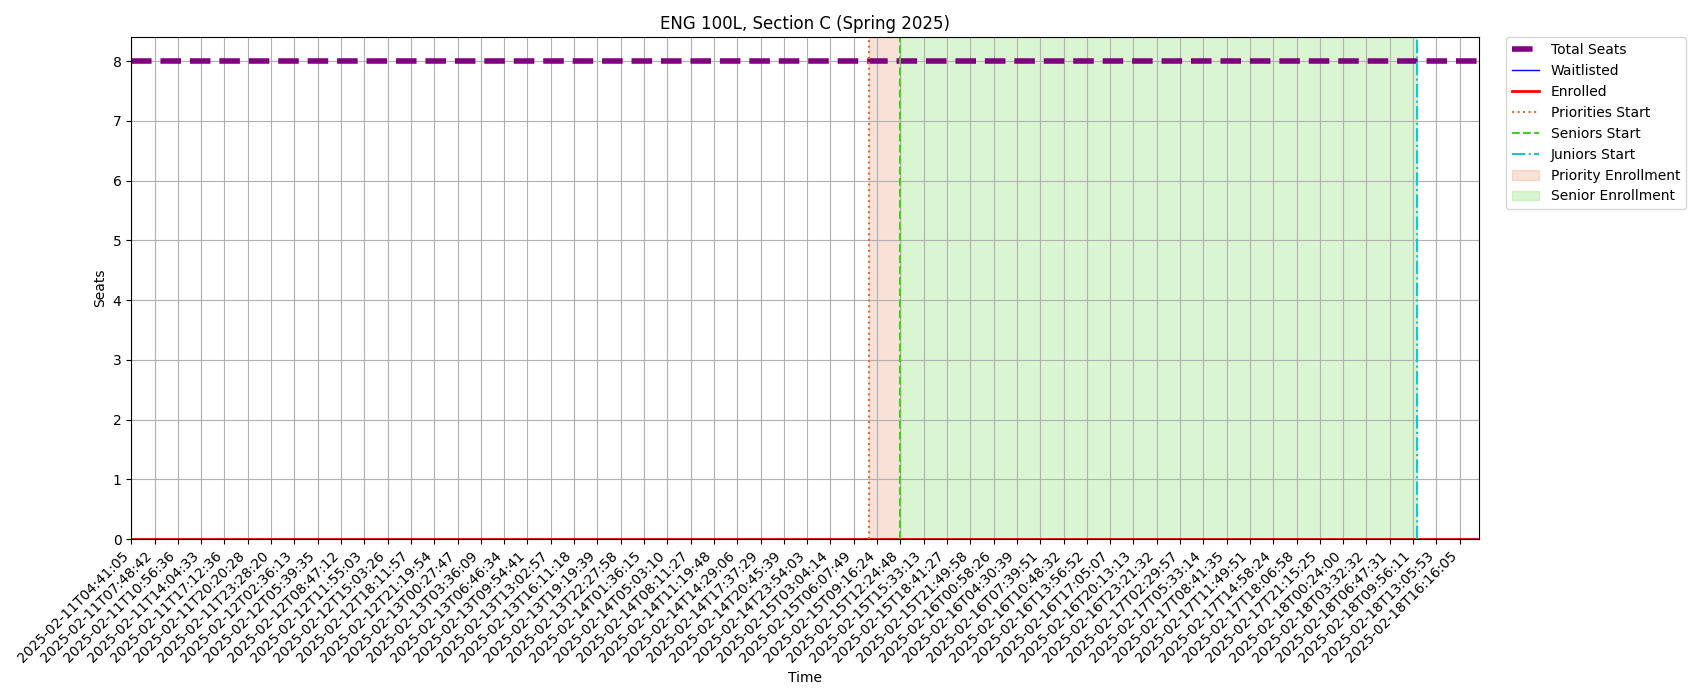 ENG 100L, Section C (Spring 2025)
Total Seats
Waitlisted
Enrolled
Priorities Start
Seniors Start
Juniors Start
Priority Enrollment
Senior Enrollment
Seats
8
7
6
5
4
3
2
1
0
2025-02-11T04:41:05
2025-02-11T07:48:42
2025-02-11T10:56:36
2025-02-11T14:04:33
2025-02-11T17:12:36
2025-02-11T20:20:28
2025-02-11T23:28:20
2025-02-12T02:36:13
2025-02-12T05:39:35
2025-02-12T08:47:12
2025-02-12T11:55:03
2025-02-12T15:03:26
2025-02-12T18:11:57
2025-02-12T21:19:54
2025-02-13T00:27:47
2025-02-13T03:36:09
2025-02-13T06:46:34
2025-02-13T09:54:41
2025-02-13T13:02:57
2025-02-13T16:11:18
2025-02-13T19:19:39
2025-02-13T22:27:58
2025-02-14T01:36:15
2025-02-14T05:03:10
2025-02-14T08:11:27
2025-02-14T11:19:48
2025-02-14T14:29:06
2025-02-14T17:37:29
2025-02-14T20:45:39
2025-02-14T23:54:03
2025-02-15T03:04:14
2025-02-15T06:07:49
2025-02-15T09:16:24
2025-02-15T12:24:48
2025-02-15T15:33:13
2025-02-15T18:41:27
2025-02-15T21:49:58
2025-02-16T00:58:26
2025-02-16T04:30:39
2025-02-16T07:39:51
2025-02-16T10:48:32
2025-02-16T13:56:52
2025-02-16T17:05:07
2025-02-16T20:13:13
2025-02-16T23:21:32
2025-02-17T02:29:57
2025-02-17T05:33:14
2025-02-17T08:41:35
2025-02-17T11:49:51
2025-02-17T14:58:24
2025-02-17T18:06:58
2025-02-17T21:15:25
2025-02-18T00:24:00
2025-02-18T03:32:32
2025-02-18T06:47:31
2025-02-18T09:56:11
2025-02-18T13:05:53
2025-02-18T16:16:05
Time